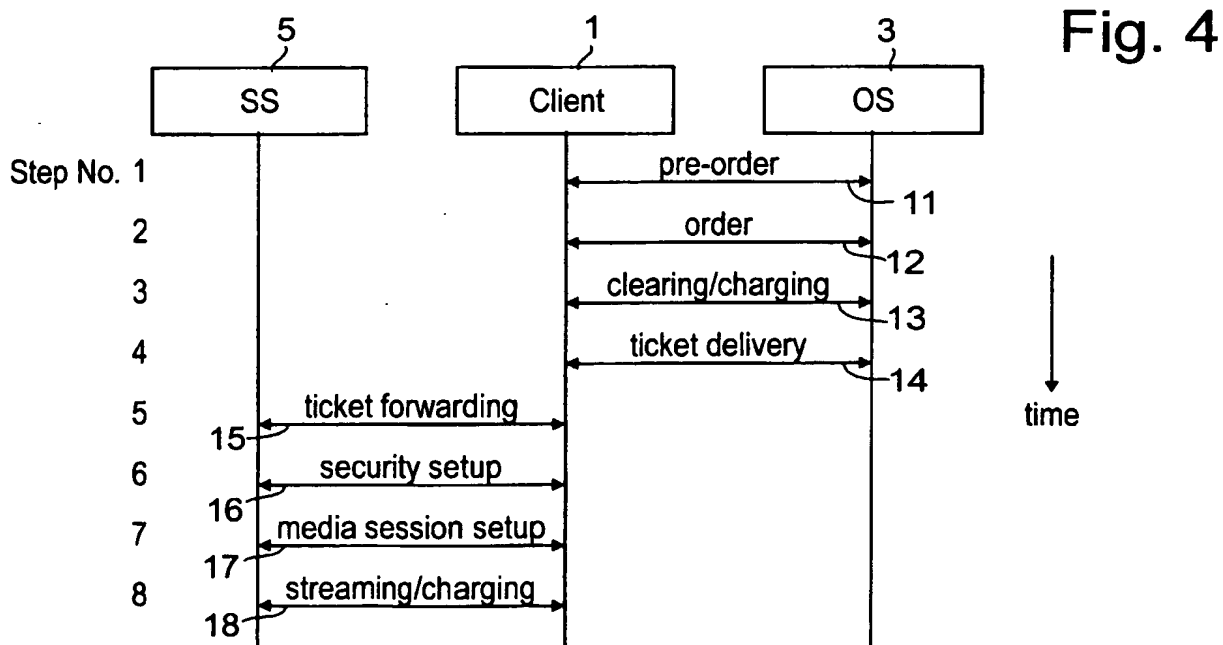 Fig. 4
5 1 3
SS Client OS
Step No. 1 pre-order 11
2 order 12
3 clearing/charging 13
4 ticket delivery 14
5 ticket forwarding 15
6 security setup 16
7 media session setup 17
8 streaming/charging 18
time